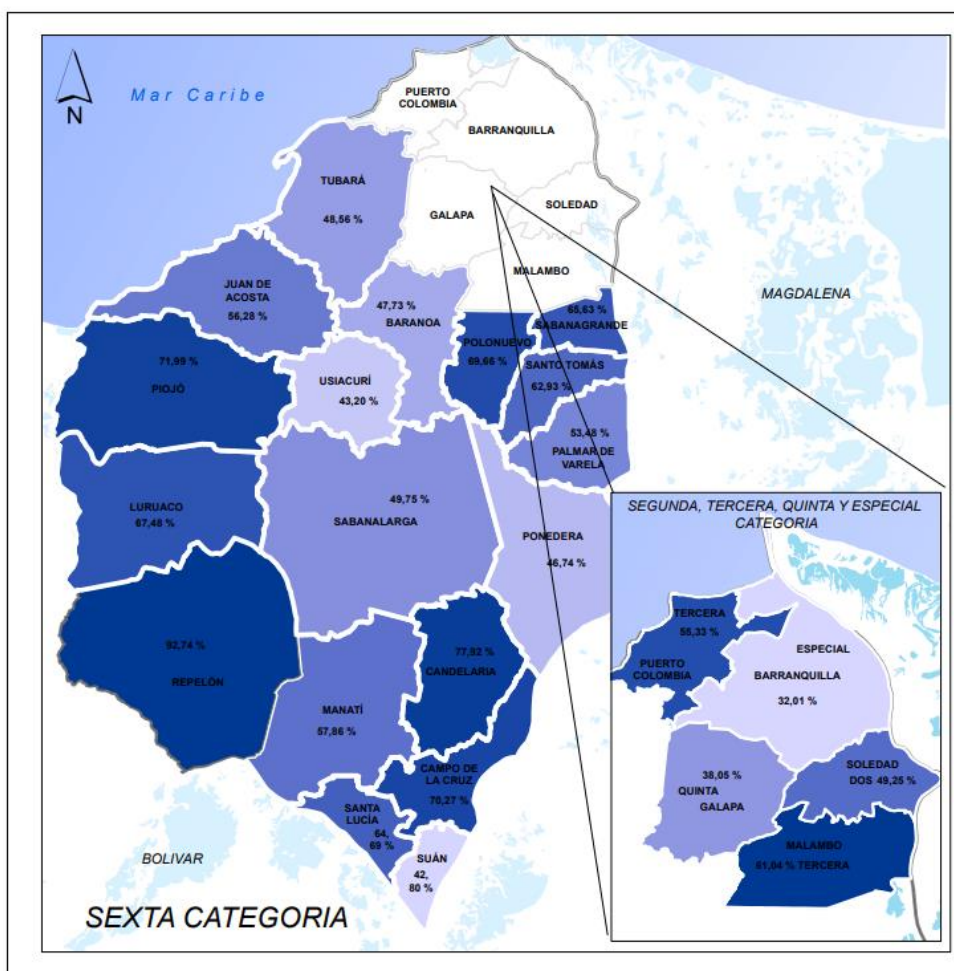 Mar Caribe
N
PUERTO
COLOMBIA
BARRANQUILLA
TUBARÁ
48,56 %
GALAPA
SOLEDAD
MALAMBO
MAGDALENA
JUAN DE
ACOSTA
56,28 %
47,73 %
BARANOA
65,63 %
SABANAGRANDE
POLONUEVO
69,66 %
SANTO TOMÁS
62,93 %
71,99 %
PIOJÓ
USIACURÍ
43,20 %
53,48 %
PALMAR DE
VARELA
LURUACO
67,48 %
49,75 %
SABANALARGA
PONEDERA
46,74 %
92,74 %
REPELÓN
77,92 %
CANDELARIA
MANATÍ
57,86 %
CAMPO DE
LA CRUZ
70,27 %
SANTA
LUCÍA
64,
69 %
SUÁN
42,
80 %
BOLIVAR
SEXTA CATEGORIA
SEGUNDA, TERCERA, QUINTA Y ESPECIAL
CATEGORIA
TERCERA
55,33 %
PUERTO
COLOMBIA
ESPECIAL
BARRANQUILLA
32,01 %
38,05 %
QUINTA
GALAPA
SOLEDAD
DOS 49,25 %
MALAMBO
61,04 % TERCERA